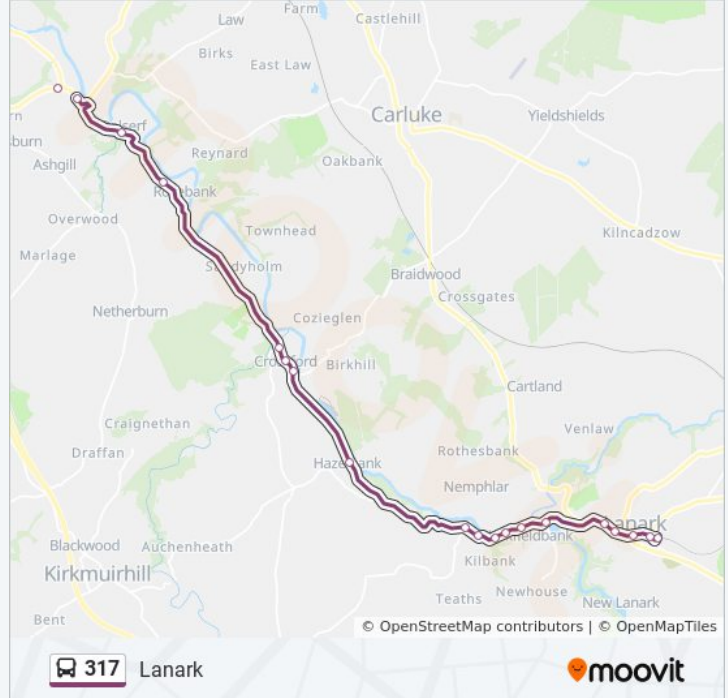 Farm
Law
Castlehill
Birks
East Law
Carluke
Yieldshields
Reynard
Oakbank
Ashgill
Overwood
Townhead
Kilncadzow
Marlage
Braidwood
Crossgates
Netherburn
Cozieglen
Birkhill
Cartland
Craignethan
Venlaw
Draffan
Rothesbank
Nemphlar
Lanark
Blackwood
Auchenheath
Kilbank
Kirkmuirhill
Teaths
Newhouse
New Lanark
Bent
© OpenStreetMap contributors | © OpenMapTiles
317 Lanark
moovit